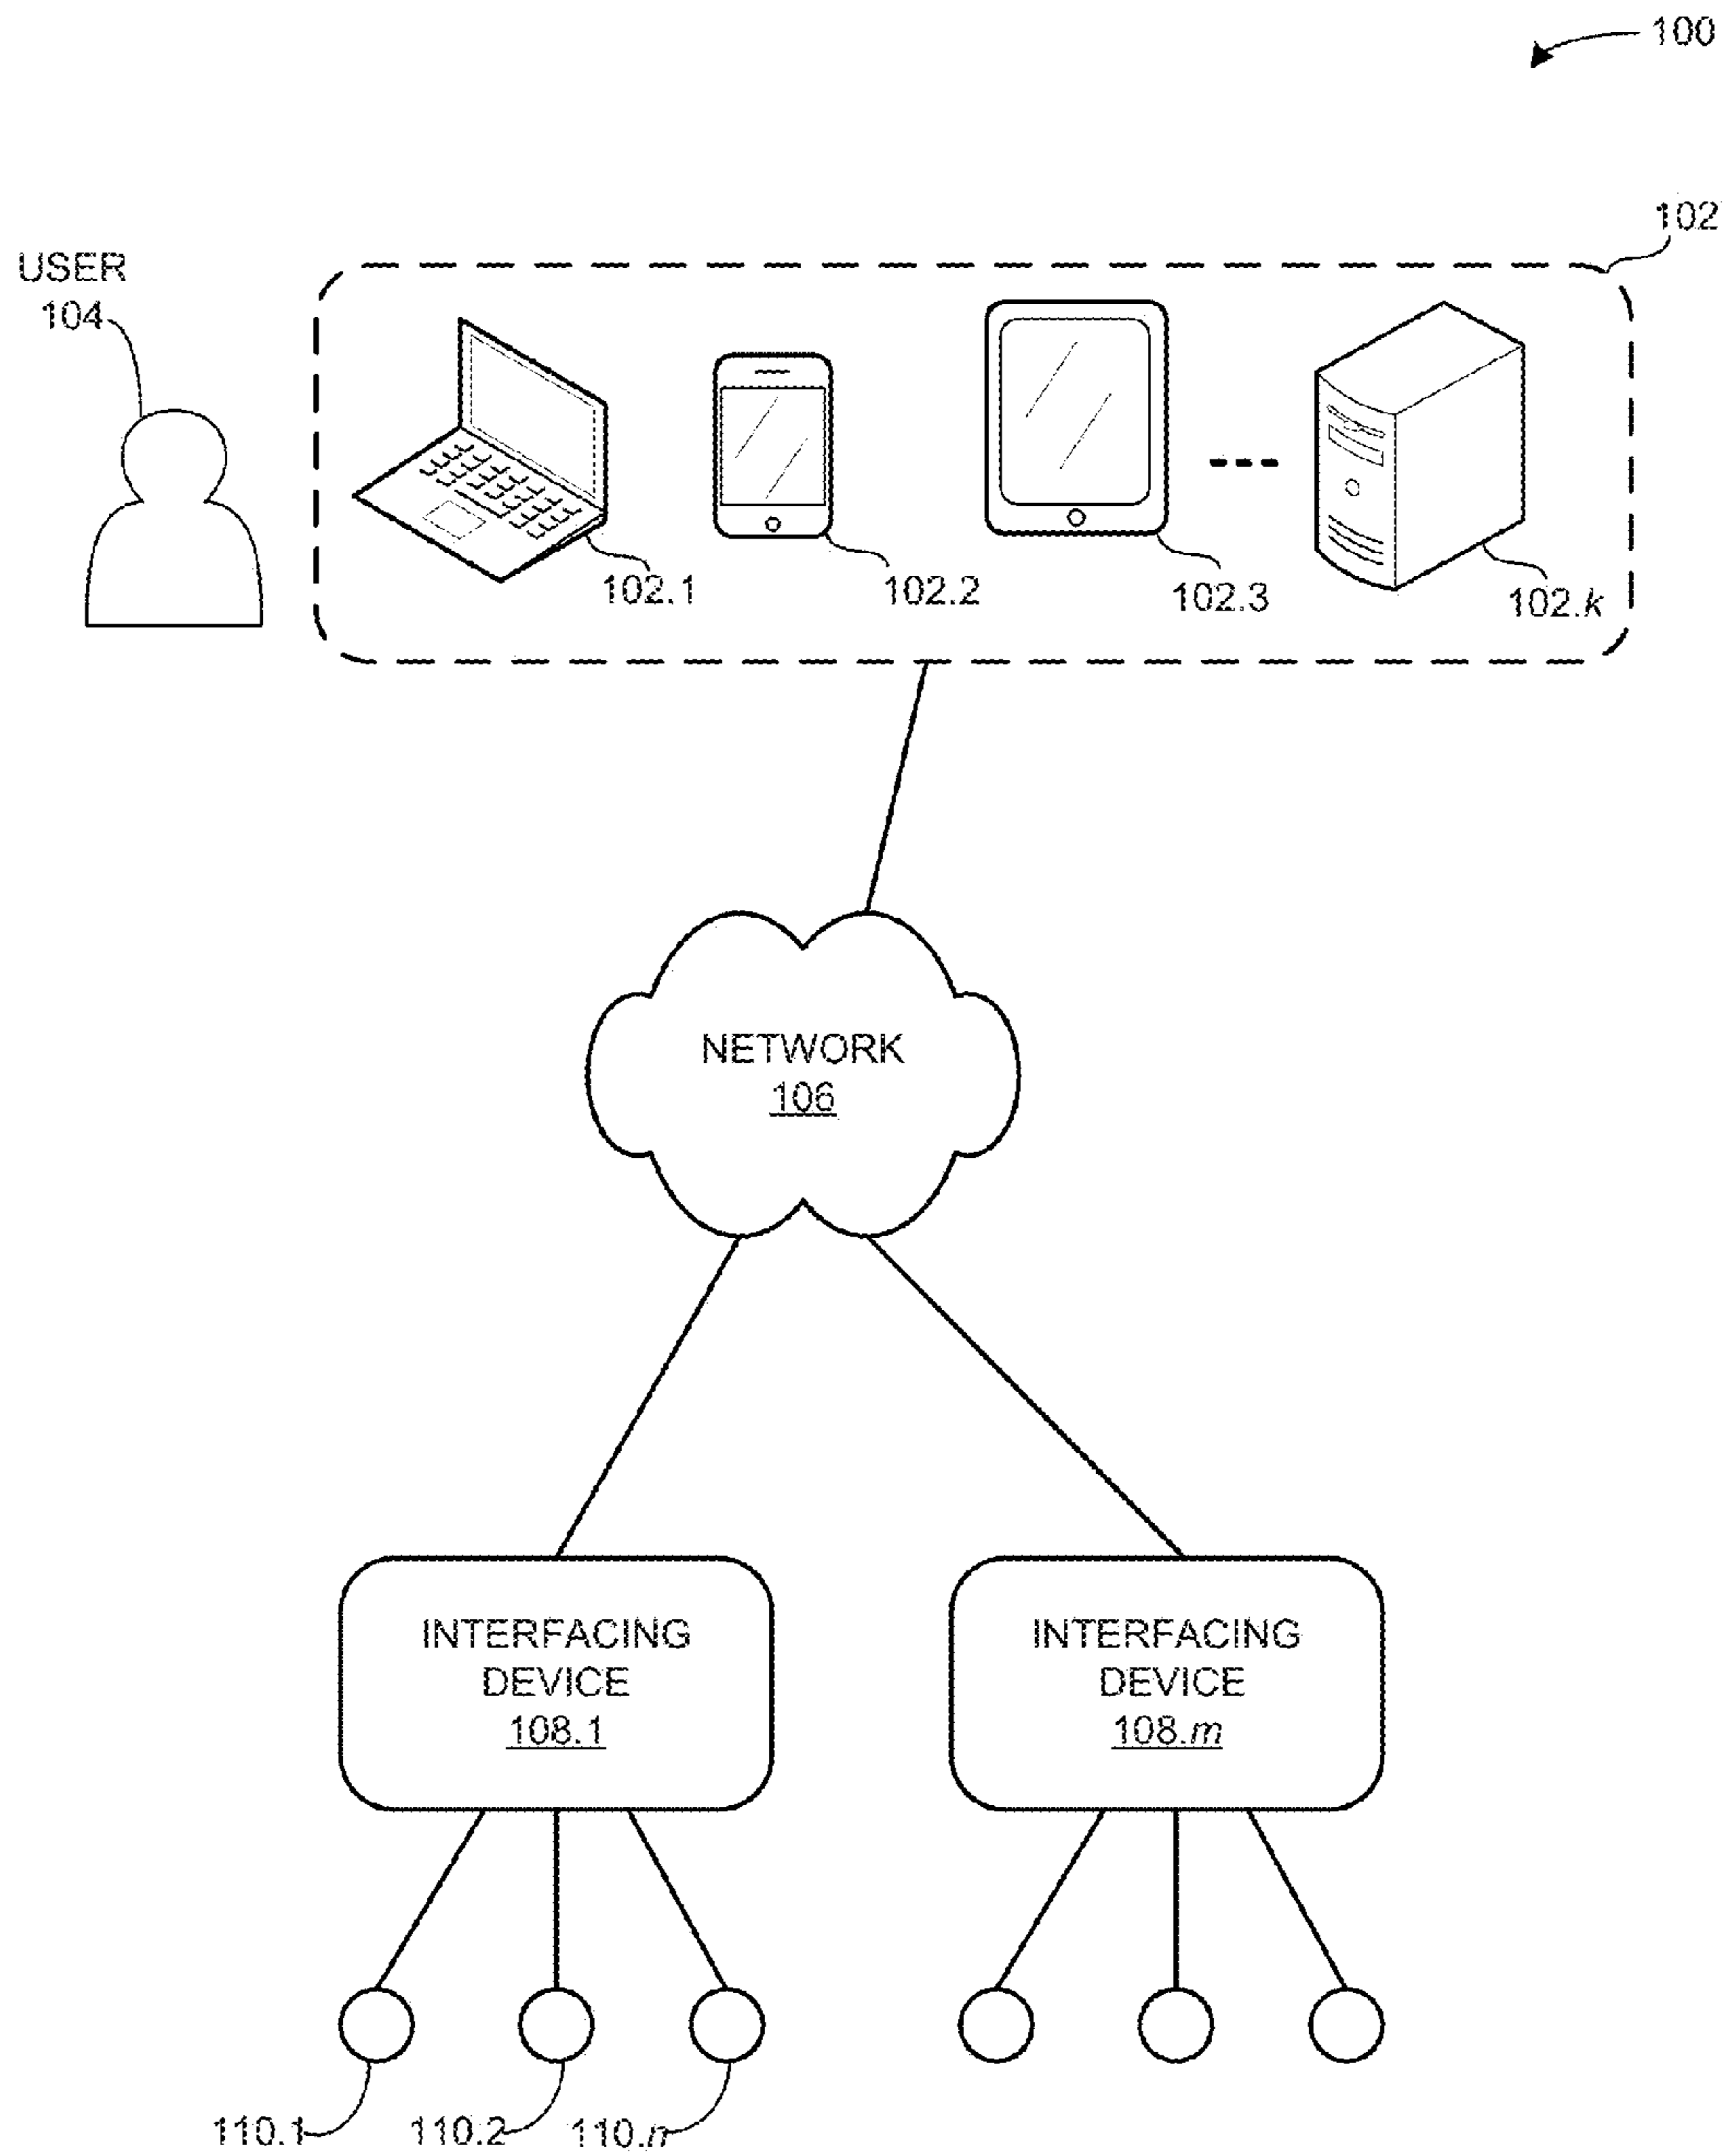 100
102
USER
104
102.1
102.2
102.3
102.k
NETWORK
106
INTERFACING
DEVICE
108.1
INTERFACING
DEVICE
108.m
110.1
110.2
110.n